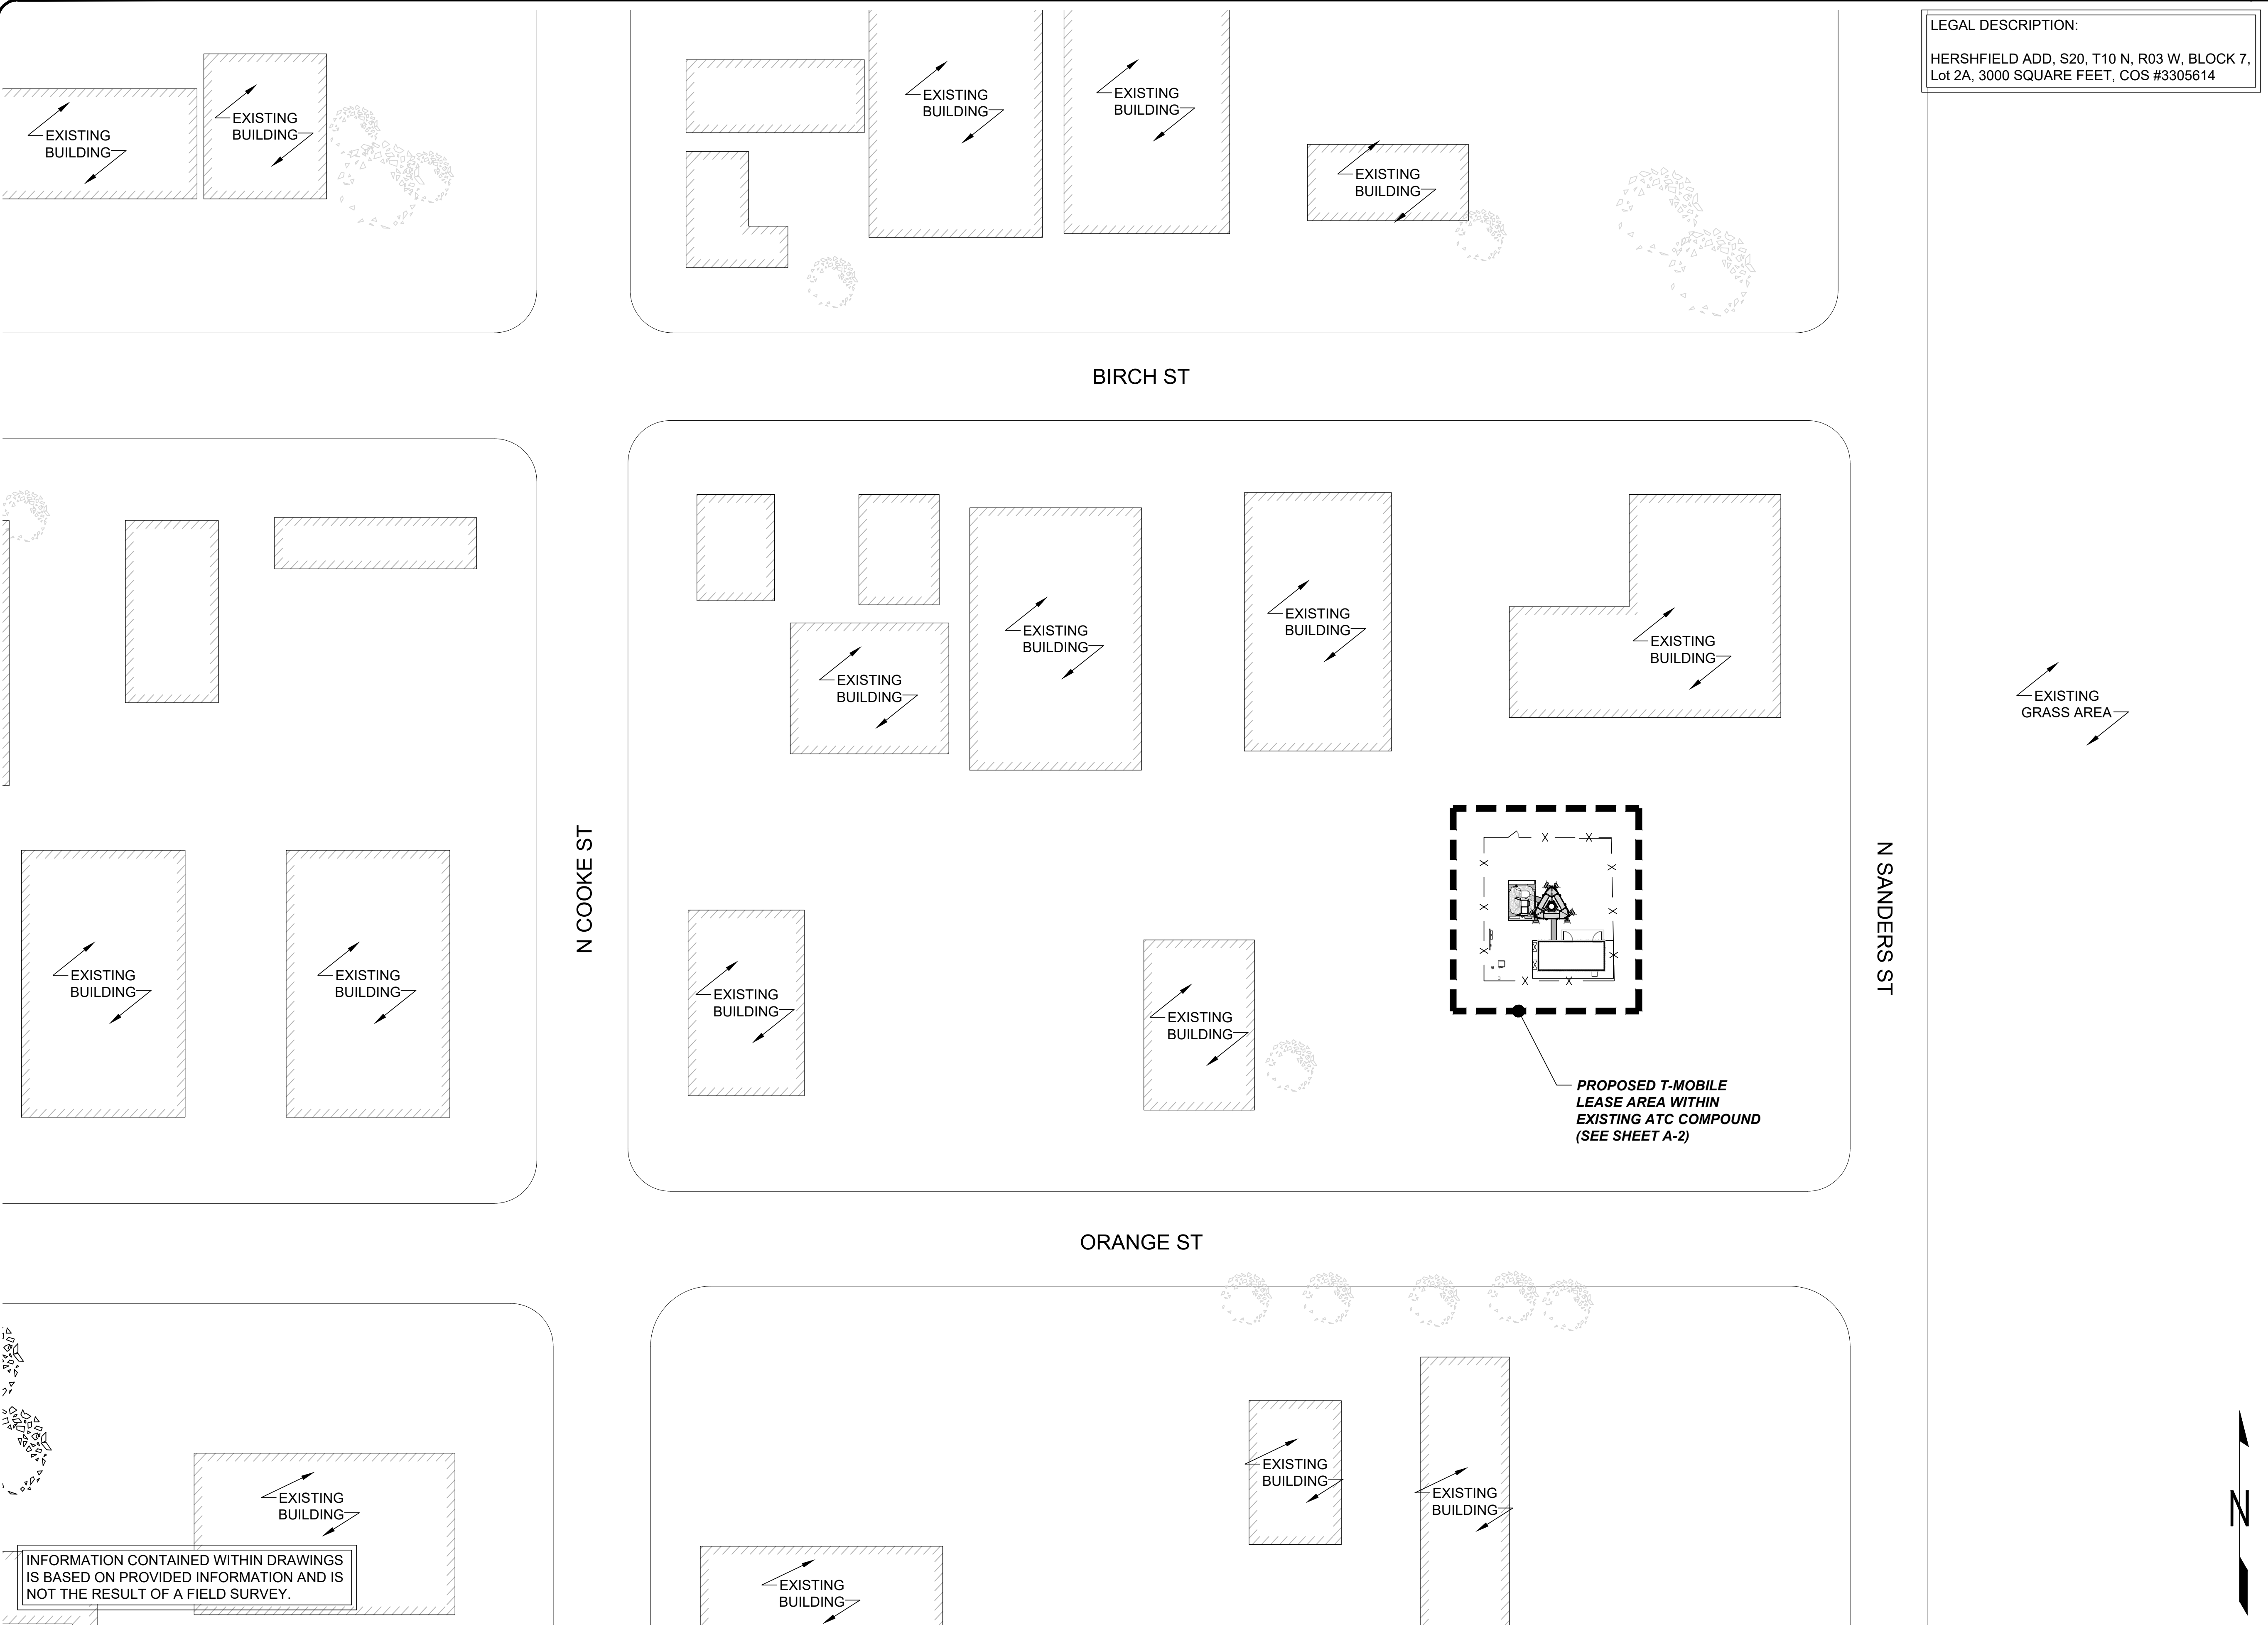 LEGAL DESCRIPTION:
HERSHFIELD ADD, S20, T10 N, R03 W, BLOCK 7,
Lot 2A, 3000 SQUARE FEET, COS #3305614
EXISTING
BUILDING
EXISTING
BUILDING
EXISTING
BUILDING
EXISTING
BUILDING
EXISTING
BUILDING
BIRCH ST
EXISTING
BUILDING
EXISTING
BUILDING
EXISTING
BUILDING
EXISTING
BUILDING
EXISTING
GRASS AREA
N COOKE ST
N SANDERS ST
EXISTING
BUILDING
EXISTING
BUILDING
EXISTING
BUILDING
EXISTING
BUILDING
PROPOSED T-MOBILE
LEASE AREA WITHIN
EXISTING ATC COMPOUND
(SEE SHEET A-2)
ORANGE ST
EXISTING
BUILDING
EXISTING
BUILDING
EXISTING
BUILDING
EXISTING
BUILDING
N
INFORMATION CONTAINED WITHIN DRAWINGS
IS BASED ON PROVIDED INFORMATION AND IS
NOT THE RESULT OF A FIELD SURVEY.